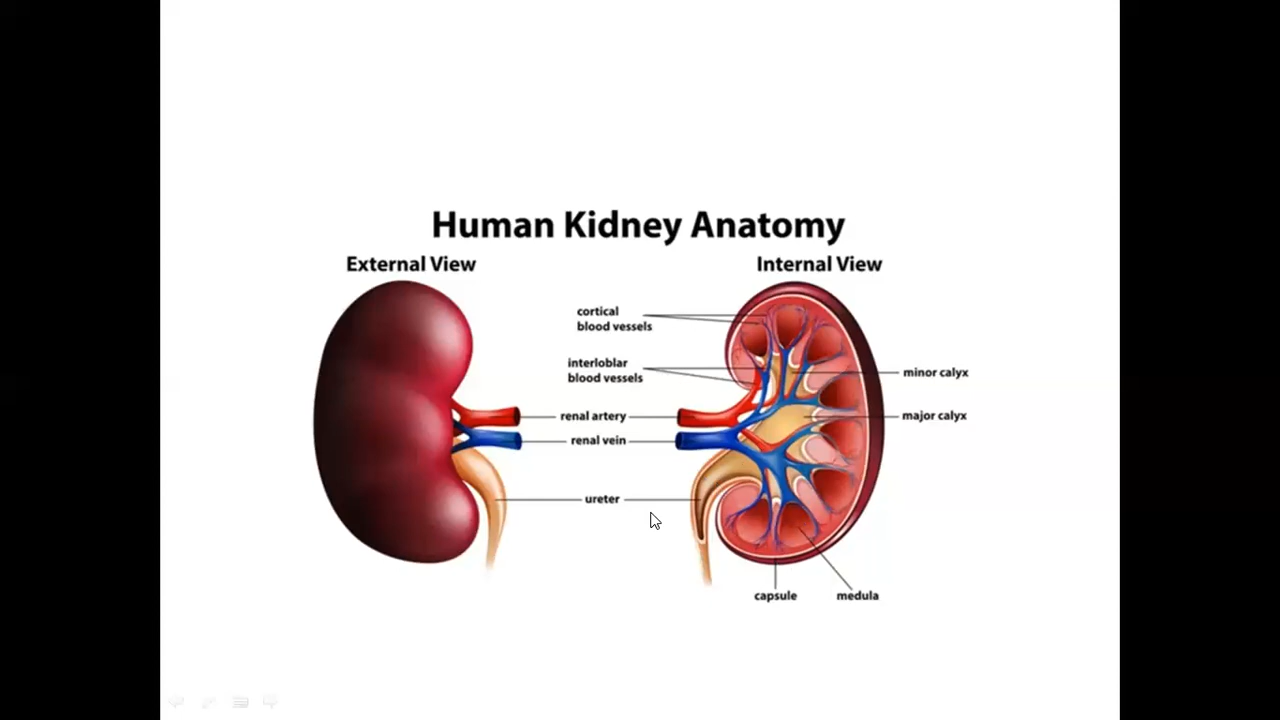 Human Kidney Anatomy
External View
Internal View
cortical
blood vessels
interloblar
blood vessels
minor calyx
renal artery
major calyx
renal vein
ureter
capsule
medula